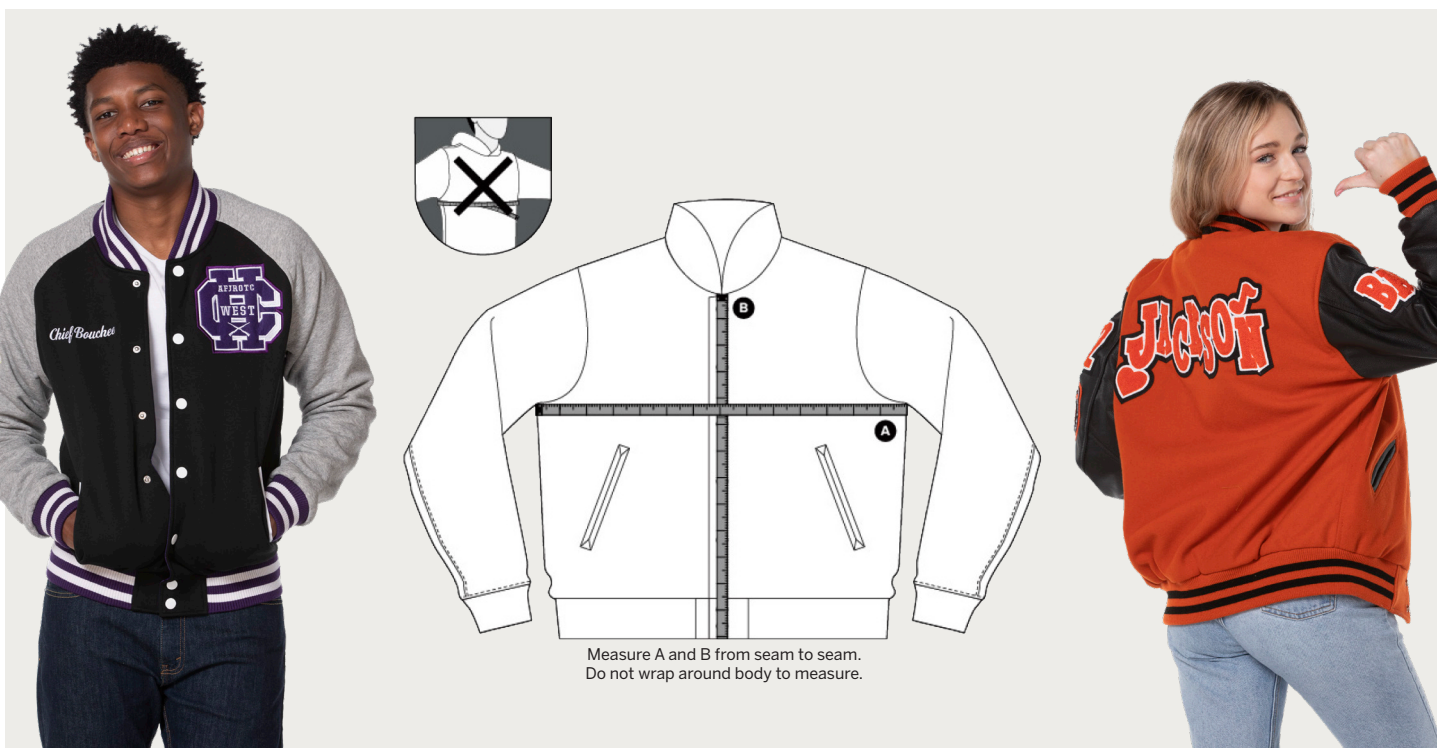 Chief Bouchee
AFJROTC
WEST
B
A
JACKSON
Measure A and B from seam to seam.
Do not wrap around body to measure.